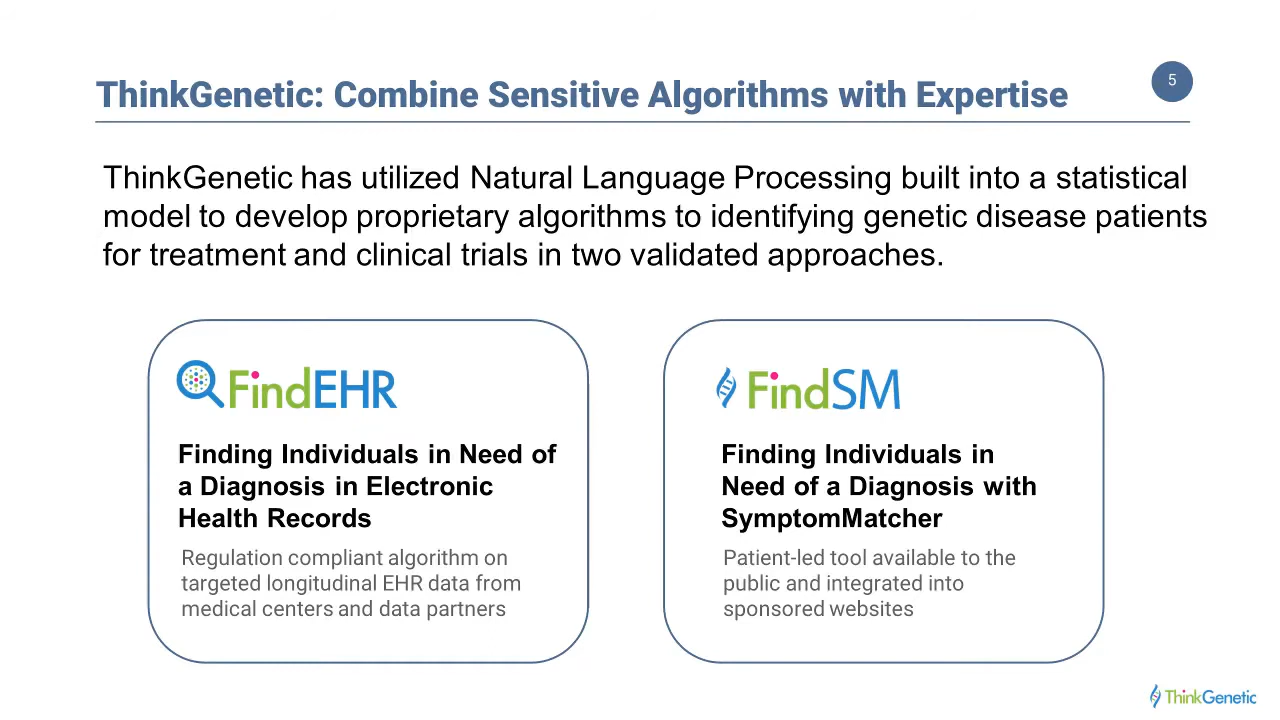 5
ThinkGenetic: Combine Sensitive Algorithms with Expertise
ThinkGenetic has utilized Natural Language Processing built into a statistical
model to develop proprietary algorithms to identifying genetic disease patients
for treatment and clinical trials in two validated approaches.
FindEHR
Finding Individuals in Need of
a Diagnosis in Electronic
Health Records
Regulation compliant algorithm on
targeted longitudinal EHR data from
medical centers and data partners
FindSM
Finding Individuals in
Need of a Diagnosis with
SymptomMatcher
Patient-led tool available to the
public and integrated into
sponsored websites
ThinkGenetic